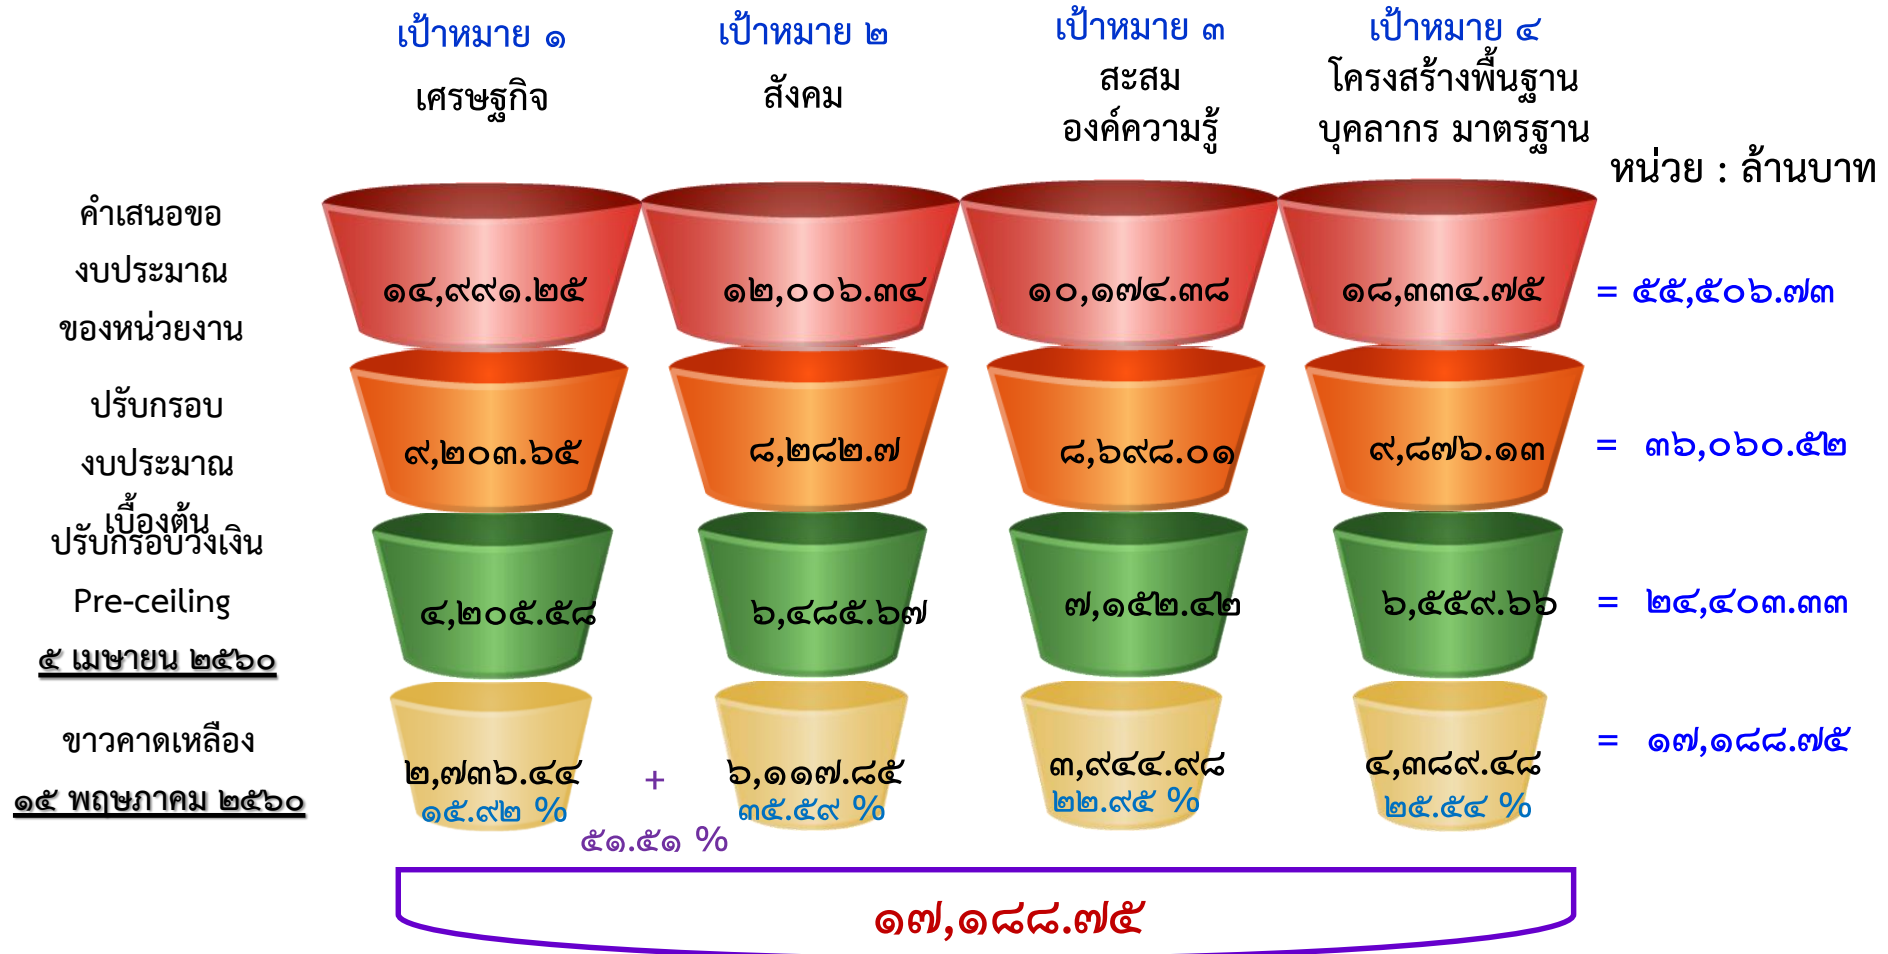 เป้าหมาย ๑
เป้าหมาย ๒
เป้าหมาย ๓
เป้าหมาย ๔
เศรษฐกิจ
สังคม
สะสม
องค์ความรู้
โครงสร้างพื้นฐาน
บุคลากร มาตรฐาน
หน่วย : ล้านบาท
คำเสนอขอ
งบประมาณ
ของหน่วยงาน
๑๔,๙๙๑.๒๕
๑๒,๐๐๖.๓๔
๑๐,๑๗๔.๓๘
๑๘,๓๓๔.๗๕
= ๕๕,๕๐๖.๗๓
ปรับกรอบ
งบประมาณ
เบื้องต้น
๙,๒๐๓.๖๕
๘,๒๘๒.๗
๘,๖๙๘.๐๑
๙,๘๗๖.๑๓
= ๓๖,๐๖๐.๕๒
ปรับกรอบวงเงิน
Pre-ceiling
๕ เมษายน ๒๕๖๐
๔,๒๐๕.๕๘
๖,๔๘๕.๖๗
๗,๑๕๒.๔๒
๖,๕๕๙.๖๖
= ๒๔,๔๐๓.๓๓
ขาวคาดเหลือง
๑๕ พฤษภาคม ๒๕๖๐
๒,๗๓๖.๔๔
๑๕.๙๒ %
+
๖,๑๑๗.๘๕
๓๕.๕๙ %
๓,๙๔๔.๙๘
๒๒.๙๕ %
๔,๓๘๙.๔๘
๒๕.๕๔ %
= ๑๗,๑๘๘.๗๕
๕๑.๕๑ %
๑๗,๑๘๘.๗๕